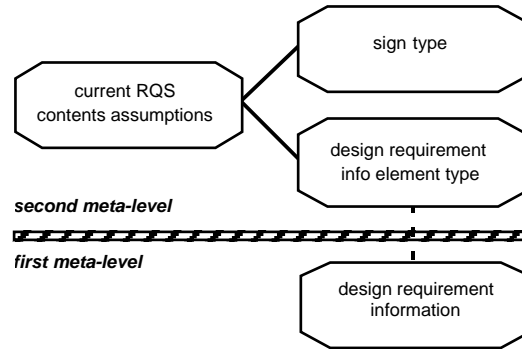 sign type
current RQS
contents assumptions
design requirement
info element type
second meta-level
first meta-level
design requirement
information